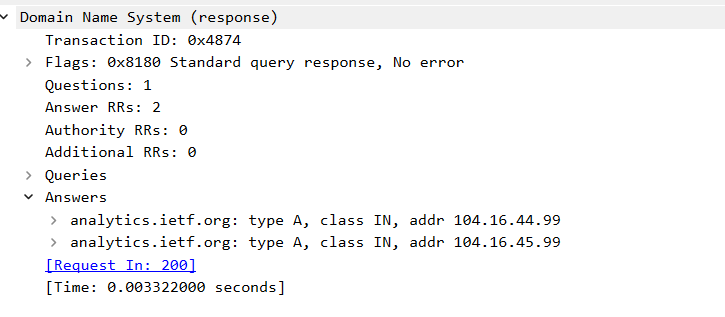 Domain Name System (response)
Transaction ID: 0x4874
Flags: 0x8180 Standard query response, No error
Questions: 1
Answer RRs: 2
Authority RRs: 0
Additional RRs: 0
Queries
Answers
analytics.ietf.org: type A, class IN, addr 104.16.44.99
analytics.ietf.org: type A, class IN, addr 104.16.45.99
[Request In: 200]
[Time: 0.003322000 seconds]